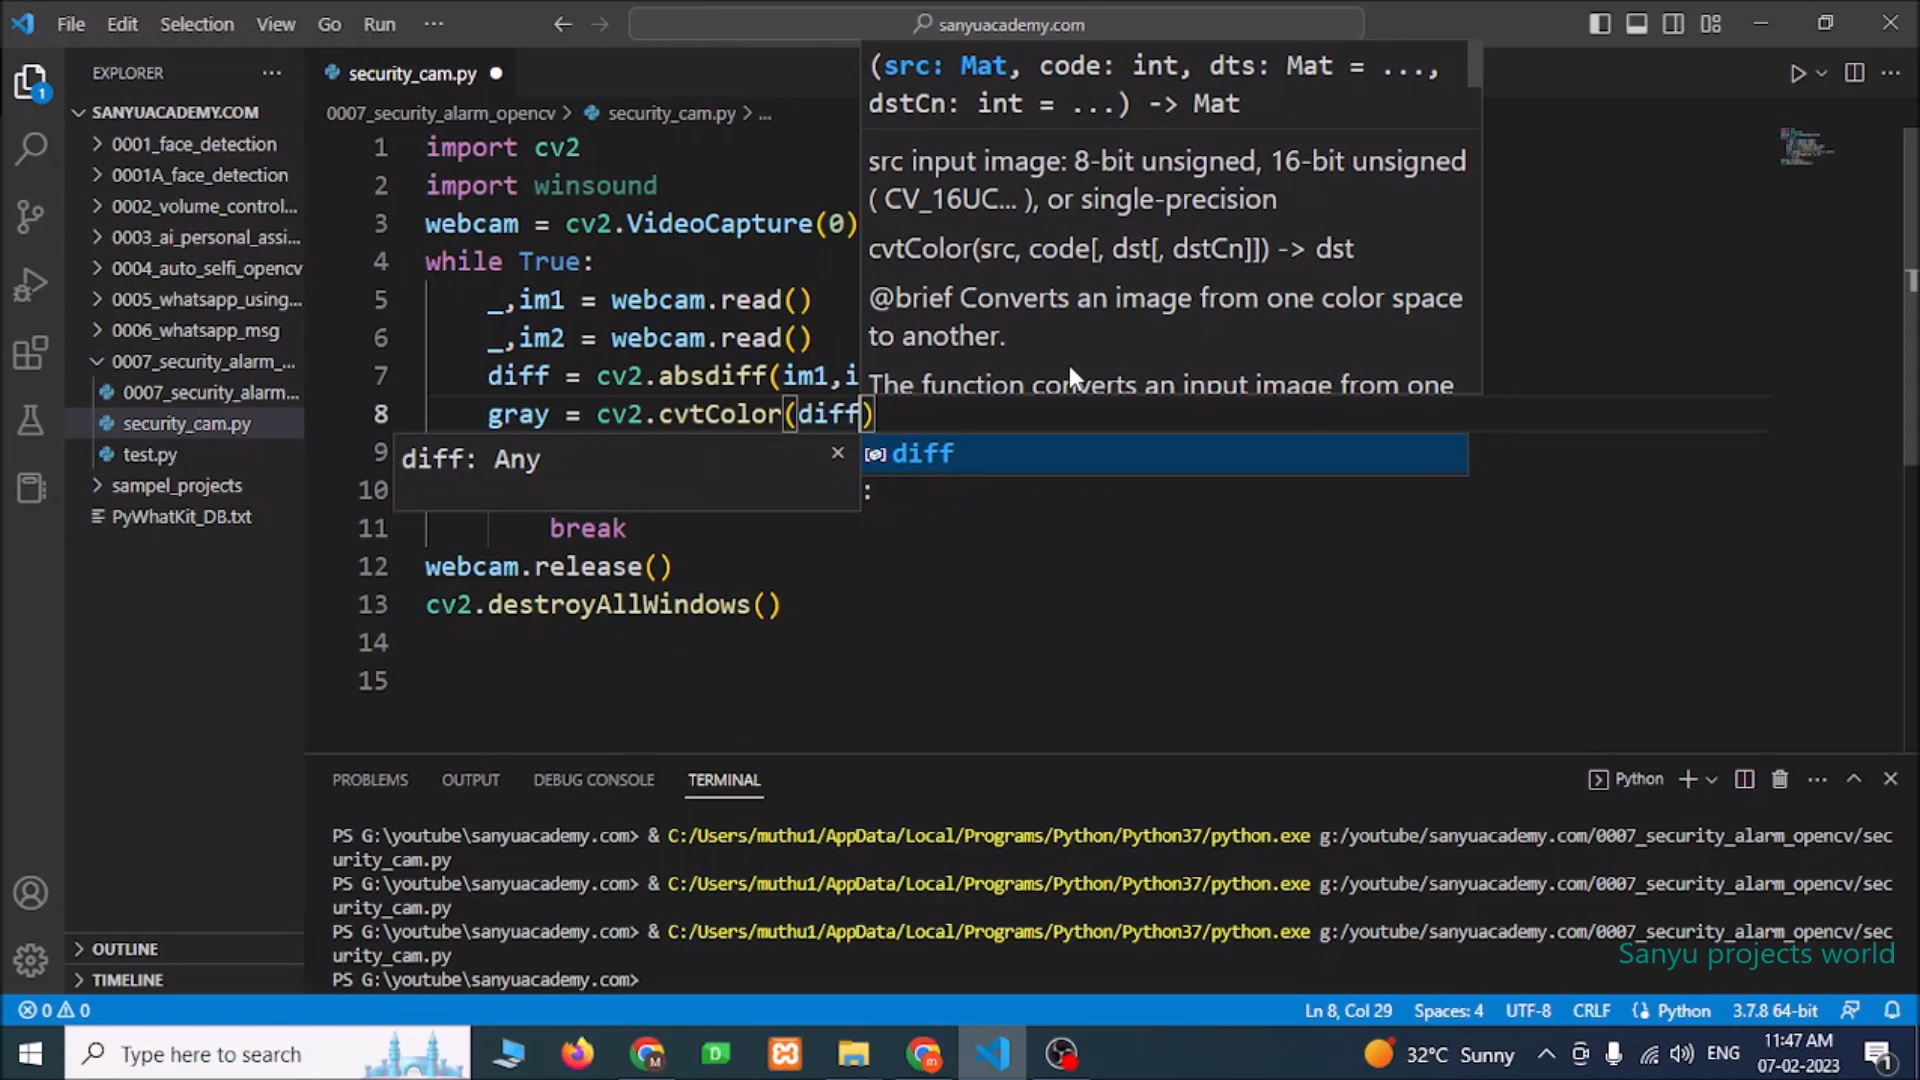 File Edit Selection View Go Run ···
sanyuacademy.com
EXPLORER
SANYUACADEMY.COM
0001_face_detection
0001A_face_detection
0002_volume_control...
0003_ai_personal_assi...
0004_auto_selfi_opencv
0005_whatsapp_using...
0006_whatsapp_msg
0007_security_alarm_...
0007_security_alarm...
security_cam.py
test.py
sampel_projects
PyWhatKit_DB.txt
OUTLINE
TIMELINE
1
security_cam.py
0007_security_alarm_opencv > security_cam.py > ...
1 import cv2
2 import winsound
3 webcam = cv2.VideoCapture(0)
4 while True:
5 _,im1 = webcam.read()
6 _,im2 = webcam.read()
7 diff = cv2.absdiff(im1,i
8 gray = cv2.cvtColor(diff)
9
10 :
11 break
12 webcam.release()
13 cv2.destroyAllWindows()
14
15
(src: Mat, code: int, dts: Mat = ...,
dstCn: int = ...) -> Mat
src input image: 8-bit unsigned, 16-bit unsigned
( CV_16UC... ), or single-precision
cvtColor(src, code[, dst[, dstCn]]) -> dst
@brief Converts an image from one color space
to another.
The function converts an input image from one
diff: Any
diff
PROBLEMS OUTPUT DEBUG CONSOLE TERMINAL
Python
PS G:\youtube\sanyuacademy.com> & C:/Users/muthu1/AppData/Local/Programs/Python/Python37/python.exe g:/youtube/sanyuacademy.com/0007_security_alarm_opencv/sec
urity_cam.py
PS G:\youtube\sanyuacademy.com> & C:/Users/muthu1/AppData/Local/Programs/Python/Python37/python.exe g:/youtube/sanyuacademy.com/0007_security_alarm_opencv/sec
urity_cam.py
PS G:\youtube\sanyuacademy.com> & C:/Users/muthu1/AppData/Local/Programs/Python/Python37/python.exe g:/youtube/sanyuacademy.com/0007_security_alarm_opencv/sec
urity_cam.py
PS G:\youtube\sanyuacademy.com>
Sanyu projects world
0 0
Ln 8, Col 29 Spaces: 4 UTF-8 CRLF Python 3.7.8 64-bit
Type here to search
32°C Sunny
ENG
11:47 AM
07-02-2023
1